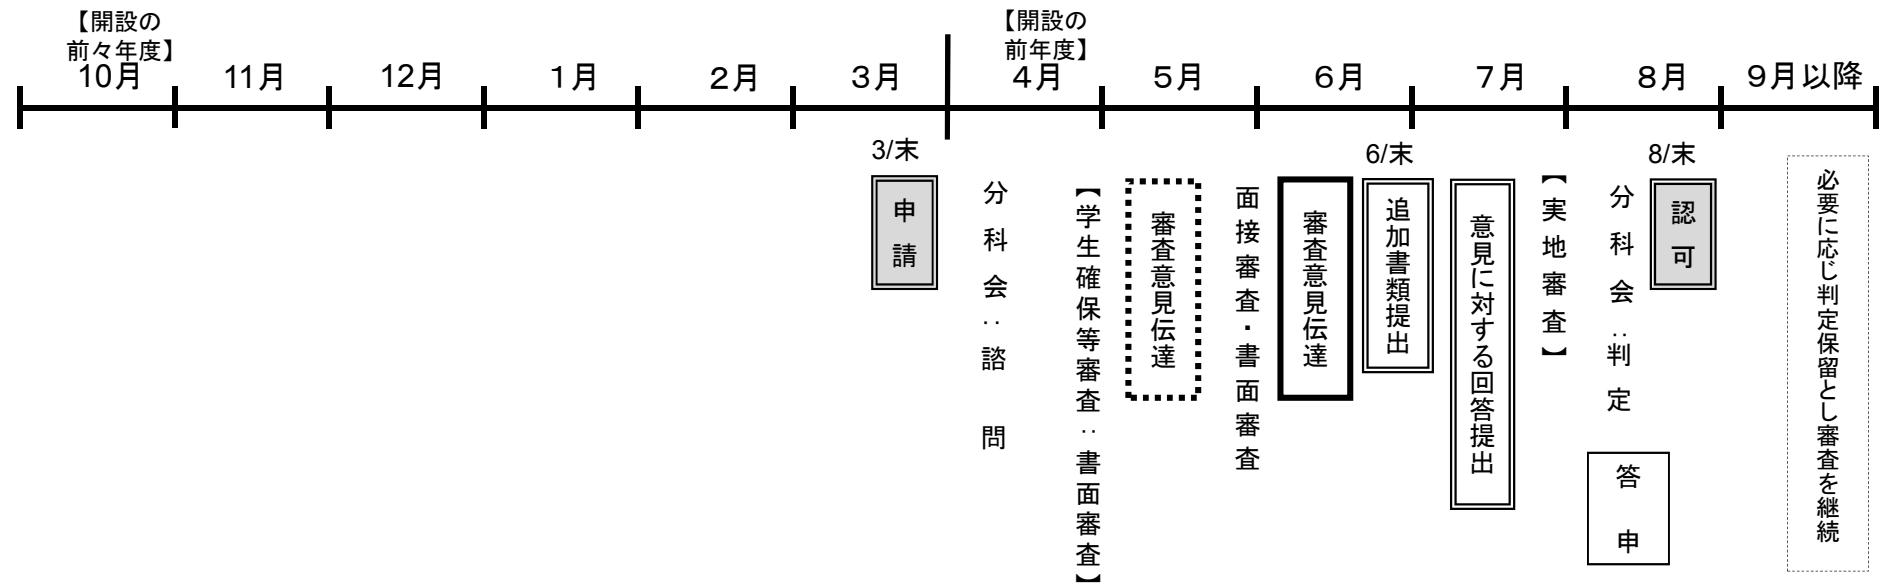 【開設の
前々年度】
【開設の
前年度】
10月
11月
12月
１月
２月
３月
４月
５月
６月
７月
８月
９月以降
3/末
申請
分科会：諮問
【学生確保等審査：書面審査】
審査意見伝達
面接審査・書面審査
審査意見伝達
6/末
追加書類提出
意見に対する回答提出
【実地審査】
分科会：判定
答申
8/末
認可
必要に応じ判定保留とし審査を継続